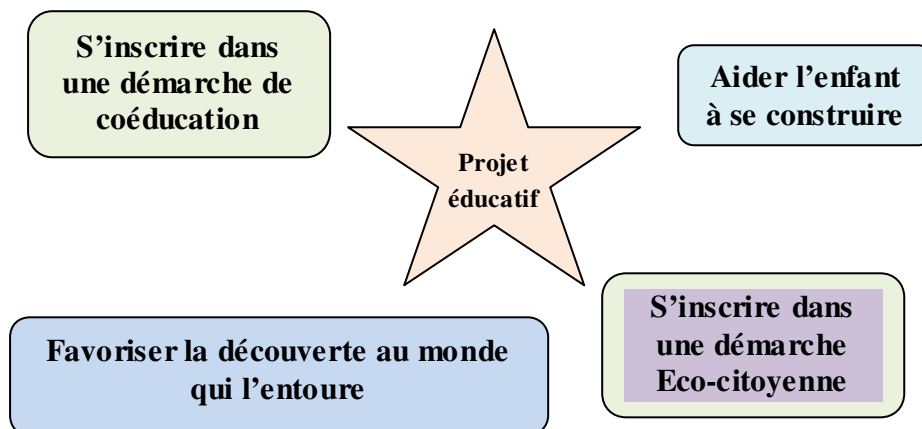 S’inscrire dans
une démarche de
coéducation
Aider l’enfant
à se construire
Projet
éducatif
Favoriser la découverte au monde
qui l’entoure
S’inscrire dans
une démarche
Eco-citoyenne